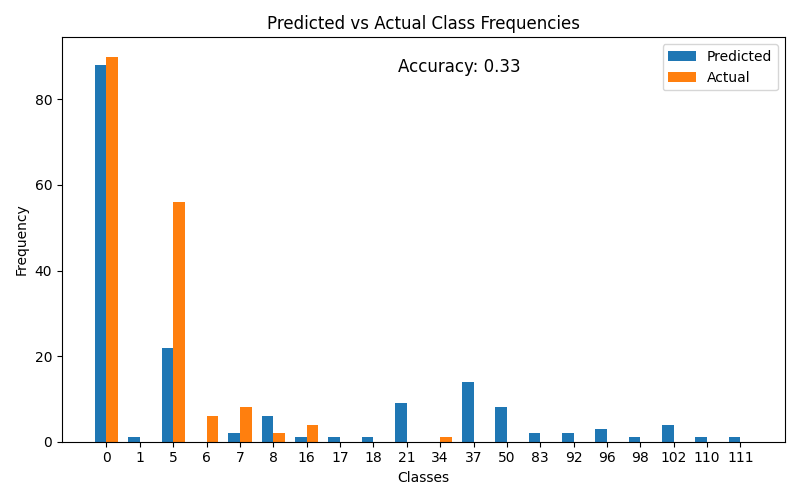 Predicted vs Actual Class Frequencies
Accuracy: 0.33
Predicted
Actual
80
60
40
20
0
Frequency
0 1 5 6 7 8 16 17 18 21 34 37 50 83 92 96 98 102 110 111
Classes